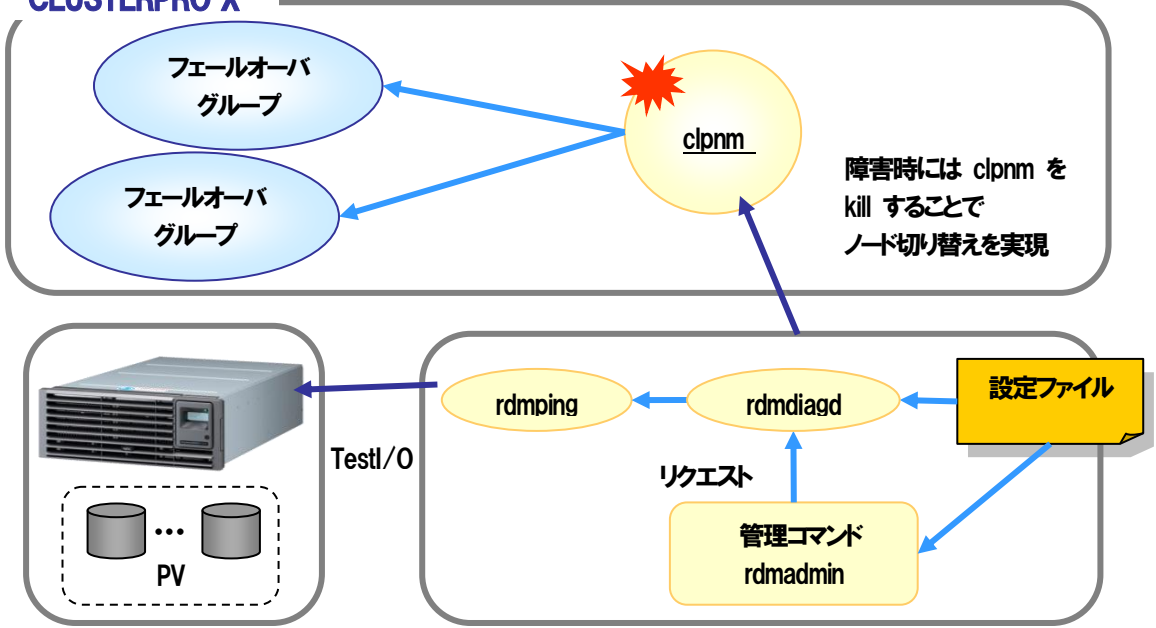 CLUSTERPRO X
フェールオーバ
グループ
フェールオーバ
グループ
clpnm
障害時には clpnm を
kill することで
ノード切り替えを実現
TestI/O
PV
rdmping
rdmdiagd
設定ファイル
リクエスト
管理コマンド
rdmadmin